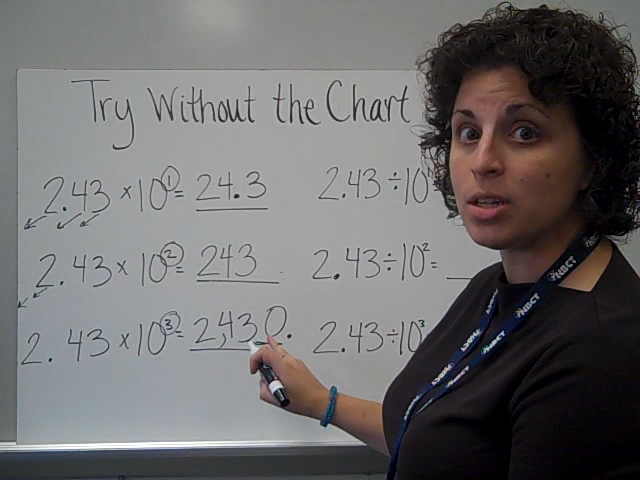 Try Without the Chart
2.43 × 10¹ = 24.3 2.43 ÷ 10¹ =
2.43 × 10² = 243 2.43 ÷ 10² =
2.43 × 10³ = 2,430. 2.43 ÷ 10³
NBCT
NBCT